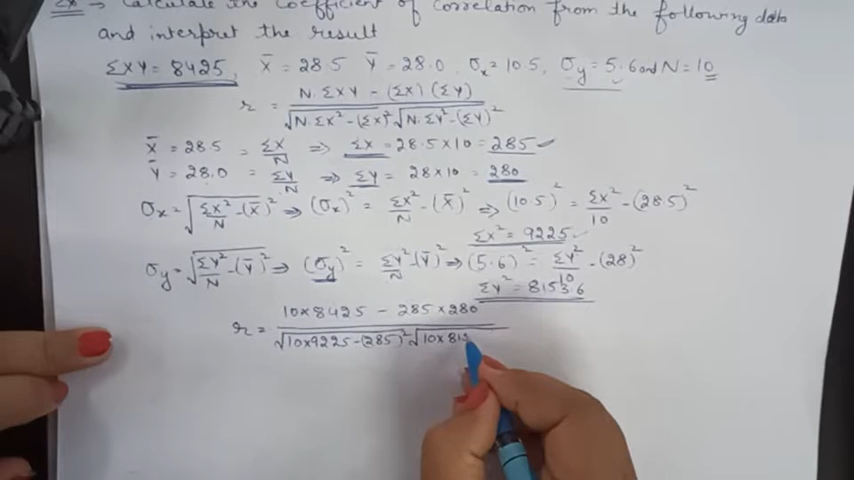 Ex → Calculate the Coefficient of Correlation from the following data
and interpret the result
ΣXY = 8425, X̄ = 28.5 Ȳ = 28.0 σx = 10.5, σy = 5.6 and N = 10
r = N·ΣXY - (ΣX)(ΣY) / √N·ΣX² - (ΣX)² √N·ΣY² - (ΣY)²
X̄ = 28.5 = ΣX/N ⇒ ΣX = 28.5 × 10 = 285 ✓
Ȳ = 28.0 = ΣY/N ⇒ ΣY = 28 × 10 = 280
σx = √ΣX²/N - (X̄)² ⇒ (σx)² = ΣX²/N - (X̄)² ⇒ (10.5)² = ΣX²/10 - (28.5)²
ΣX² = 9225 ✓
σy = √ΣY²/N - (Ȳ)² ⇒ (σy)² = ΣY²/N - (Ȳ)² ⇒ (5.6)² = ΣY²/10 - (28)²
ΣY² = 8153.6
r = 10×8425 - 285×280 / √10×9225 - (285)² √10×815